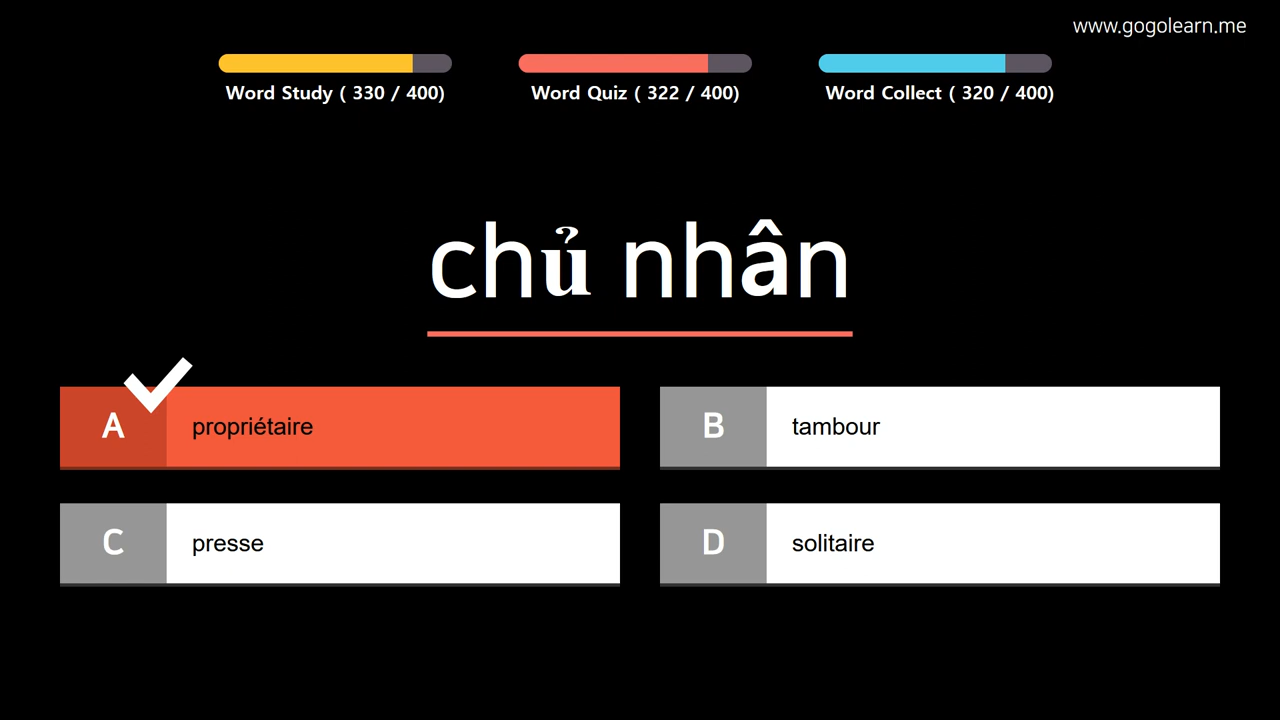 www.gogolearn.me
Word Study ( 330 / 400)
Word Quiz ( 322 / 400)
Word Collect ( 320 / 400)
chủ nhân
A propriétaire
B tambour
C presse
D solitaire